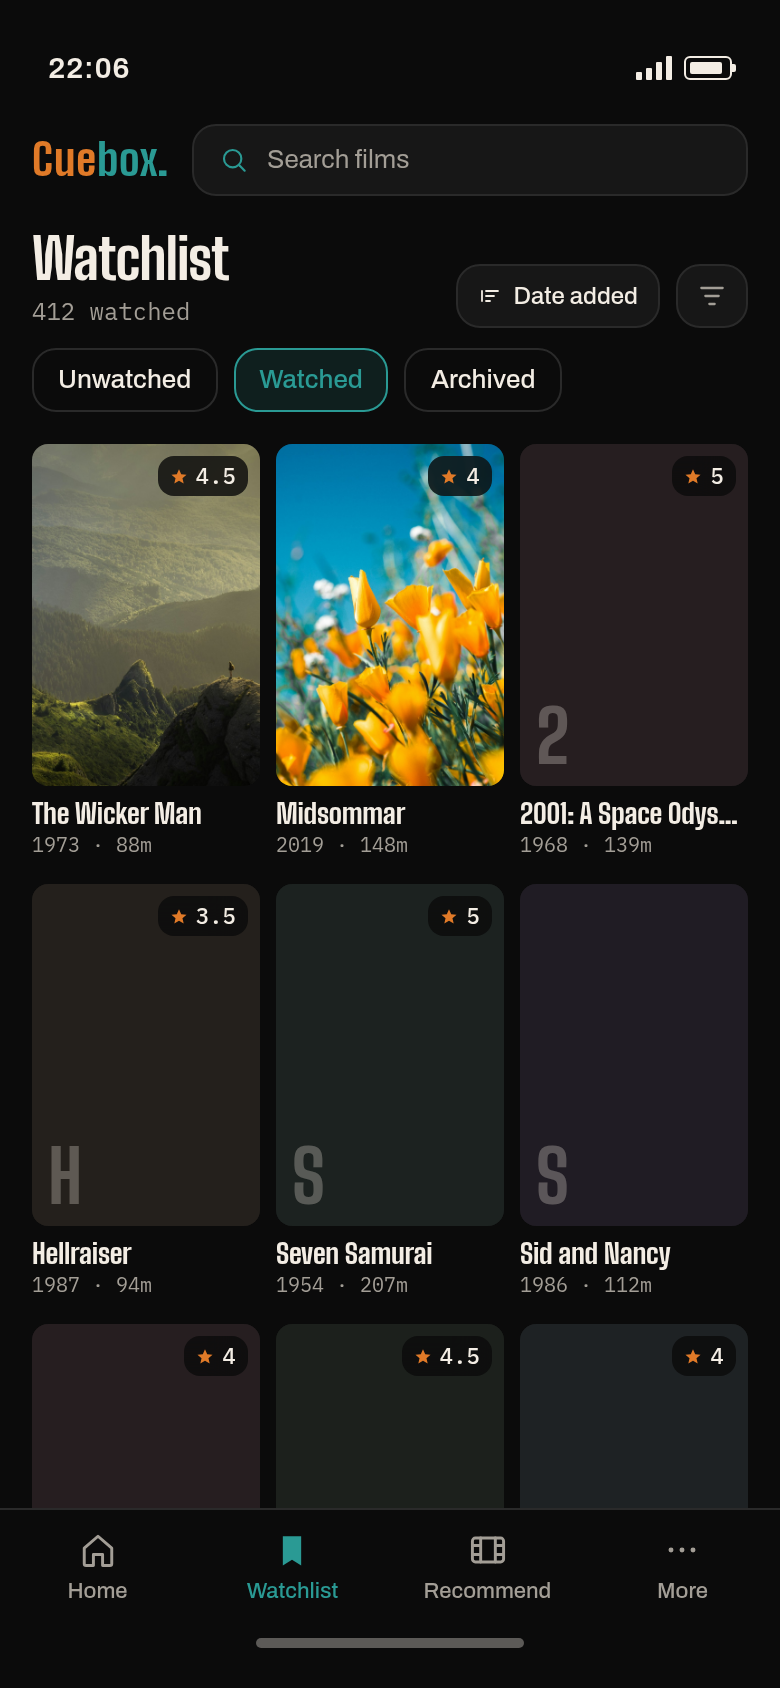 22:06
Cuebox.
Search films
Watchlist
412 watched
Date added
Unwatched
Watched
Archived
4.5
4
5
2
The Wicker Man
1973 · 88m
Midsommar
2019 · 148m
2001: A Space Odys...
1968 · 139m
3.5
5
H
S
S
Hellraiser
1987 · 94m
Seven Samurai
1954 · 207m
Sid and Nancy
1986 · 112m
4
4.5
4
Home
Watchlist
Recommend
More